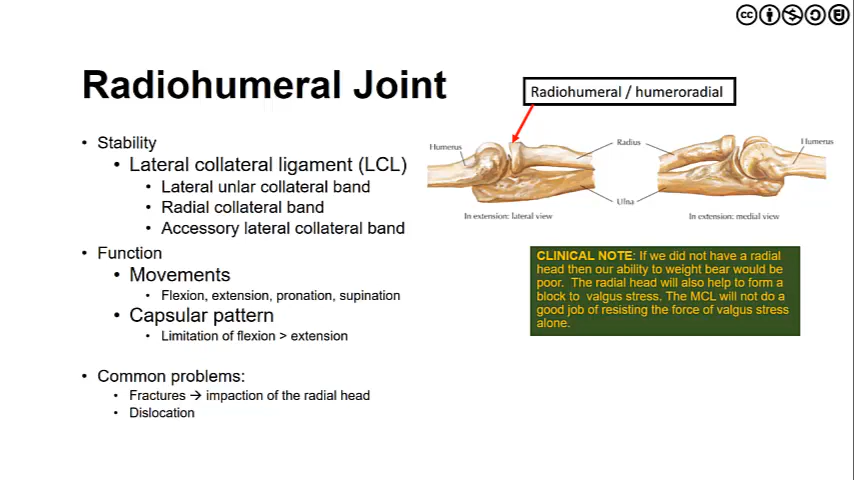 Radiohumeral Joint
• Stability
• Lateral collateral ligament (LCL)
• Lateral unlar collateral band
• Radial collateral band
• Accessory lateral collateral band
• Function
• Movements
• Flexion, extension, pronation, supination
• Capsular pattern
• Limitation of flexion > extension
• Common problems:
• Fractures → impaction of the radial head
• Dislocation
Radiohumeral / humeroradial
Humerus
Radius
Humerus
Ulna
In extension: lateral view
In extension: medial view
CLINICAL NOTE: If we did not have a radial
head then our ability to weight bear would be
poor. The radial head will also help to form a
block to valgus stress. The MCL will not do a
good job of resisting the force of valgus stress
alone.